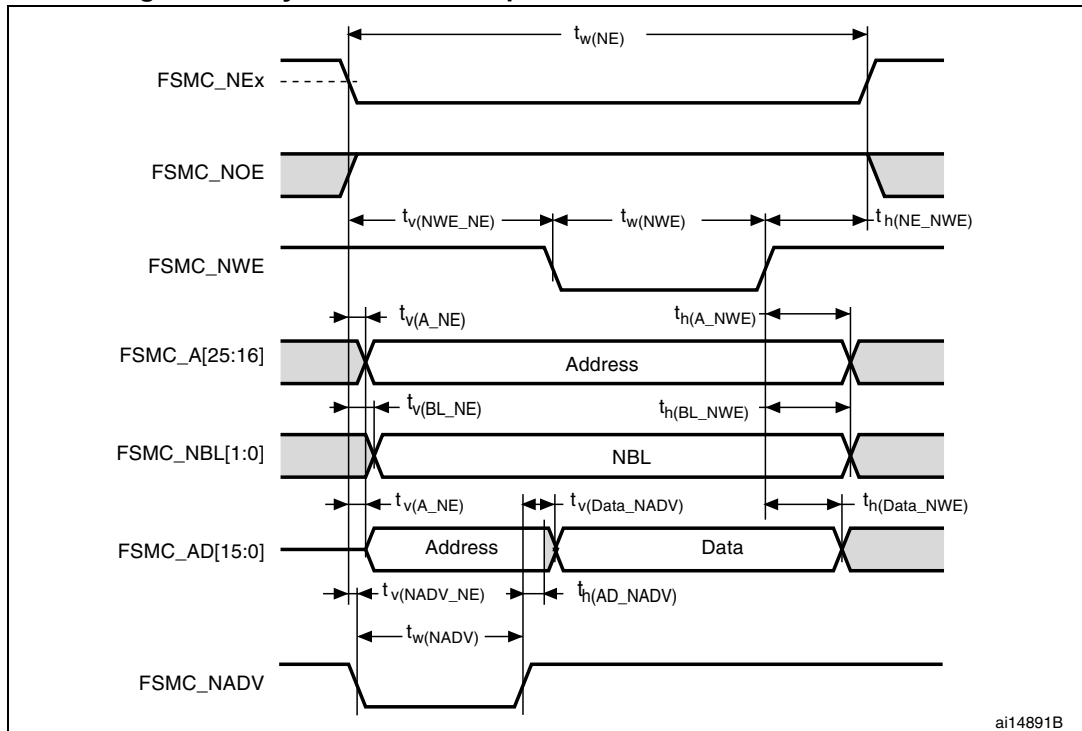 tw(NE)
FSMC_NEx
FSMC_NOE
tv(NWE_NE)
tw(NWE)
th(NE_NWE)
FSMC_NWE
tv(A_NE)
th(A_NWE)
FSMC_A[25:16]
Address
tv(BL_NE)
th(BL_NWE)
FSMC_NBL[1:0]
NBL
tv(A_NE)
tv(Data_NADV)
th(Data_NWE)
FSMC_AD[15:0]
Address
Data
tv(NADV_NE)
th(AD_NADV)
tw(NADV)
FSMC_NADV
ai14891B